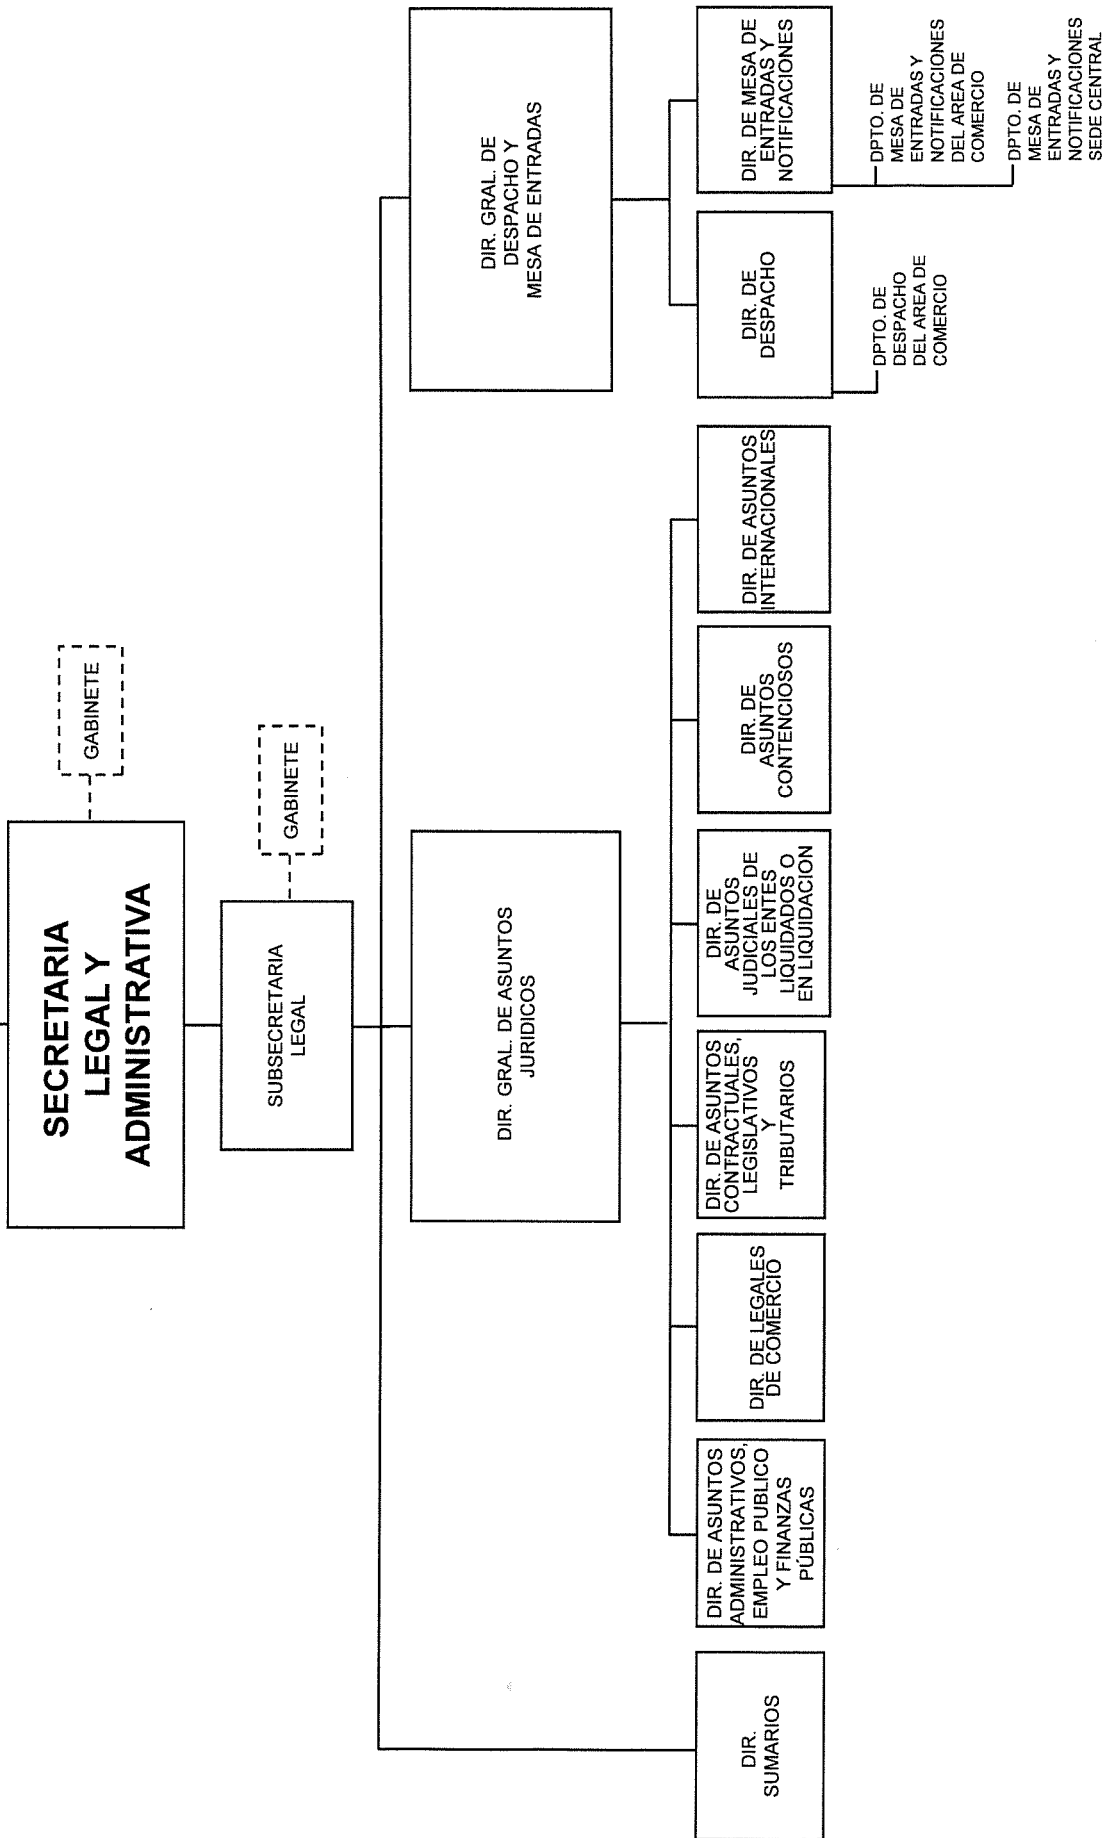 SECRETARIA
LEGAL Y
ADMINISTRATIVA
GABINETE
SUBSECRETARIA
LEGAL
GABINETE
DIR. GRAL. DE ASUNTOS
JURIDICOS
DIR. GRAL. DE
DESPACHO Y
MESA DE ENTRADAS
DIR.
SUMARIOS
DIR. DE ASUNTOS
ADMINISTRATIVOS,
EMPLEO PUBLICO
Y FINANZAS
PÚBLICAS
DIR. DE LEGALES
DE COMERCIO
DIR. DE ASUNTOS
CONTRACTUALES,
LEGISLATIVOS
Y
TRIBUTARIOS
DIR. DE
ASUNTOS
JUDICIALES DE
LOS ENTES
LIQUIDADOS O
EN LIQUIDACION
DIR. DE
ASUNTOS
CONTENCIOSOS
DIR. DE ASUNTOS
INTERNACIONALES
DIR. DE
DESPACHO
DIR. DE MESA DE
ENTRADAS Y
NOTIFICACIONES
DPTO. DE
DESPACHO
DEL AREA DE
COMERCIO
DPTO. DE
MESA DE
ENTRADAS Y
NOTIFICACIONES
DEL AREA DE
COMERCIO
DPTO. DE
MESA DE
ENTRADAS Y
NOTIFICACIONES
SEDE CENTRAL